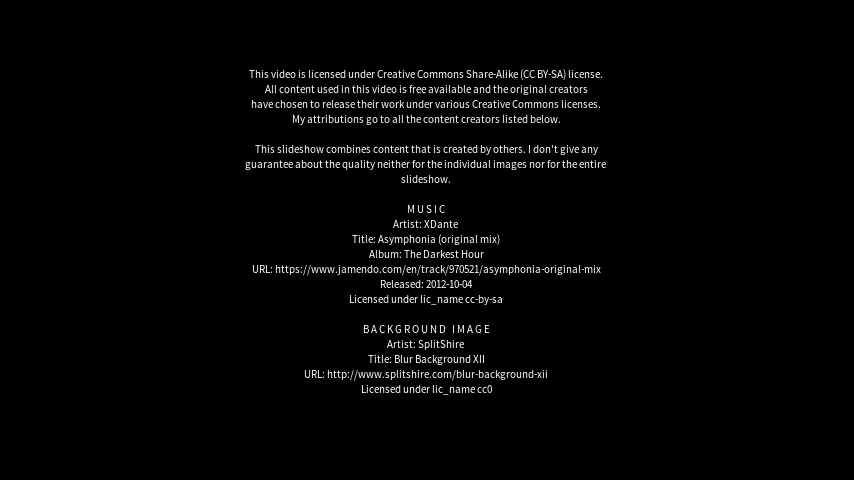 This video is licensed under Creative Commons Share-Alike (CC BY-SA) license.
All content used in this video is free available and the original creators
have chosen to release their work under various Creative Commons licenses.
My attributions go to all the content creators listed below.
This slideshow combines content that is created by others. I don't give any
guarantee about the quality neither for the individual images nor for the entire
slideshow.
MUSIC
Artist: XDante
Title: Asymphonia (original mix)
Album: The Darkest Hour
URL: https://www.jamendo.com/en/track/970521/asymphonia-original-mix
Released: 2012-10-04
Licensed under lic_name cc-by-sa
BACKGROUND IMAGE
Artist: SplitShire
Title: Blur Background XII
URL: http://www.splitshire.com/blur-background-xii
Licensed under lic_name cc0